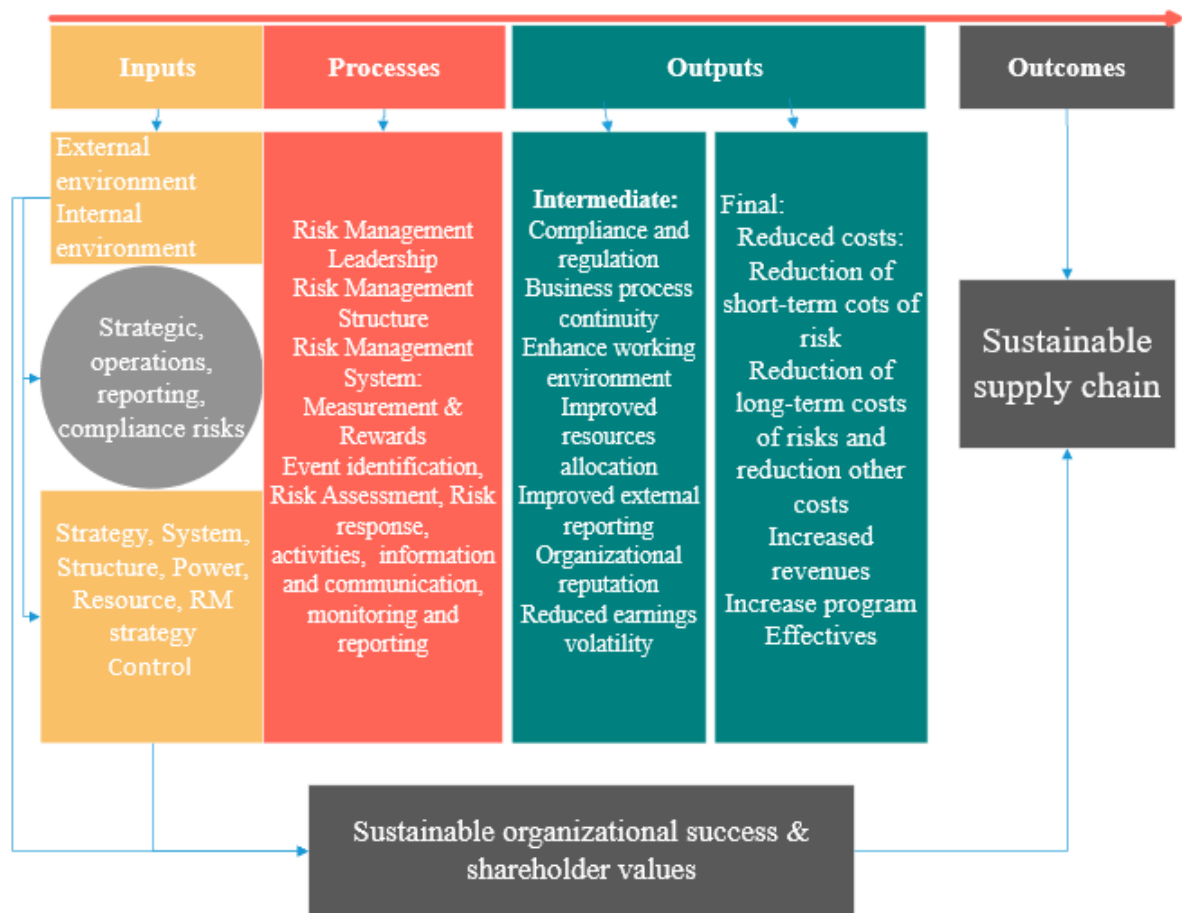 Inputs
Processes
Outputs
Outcomes
External
environment
Internal
environment
Strategic,
operations,
reporting,
compliance risks
Strategy, System,
Structure, Power,
Resource, RM
strategy
Control
Risk Management
Leadership
Risk Management
Structure
Risk Management
System:
Measurement &
Rewards
Event identification,
Risk Assessment, Risk
response,
activities, information
and communication,
monitoring and
reporting
Intermediate:
Compliance and
regulation
Business process
continuity
Enhance working
environment
Improved
resources
allocation
Improved external
reporting
Organizational
reputation
Reduced earnings
volatility
Final:
Reduced costs:
Reduction of
short-term cots of
risk
Reduction of
long-term costs
of risks and
reduction other
costs
Increased
revenues
Increase program
Effectives
Sustainable
supply chain
Sustainable organizational success &
shareholder values